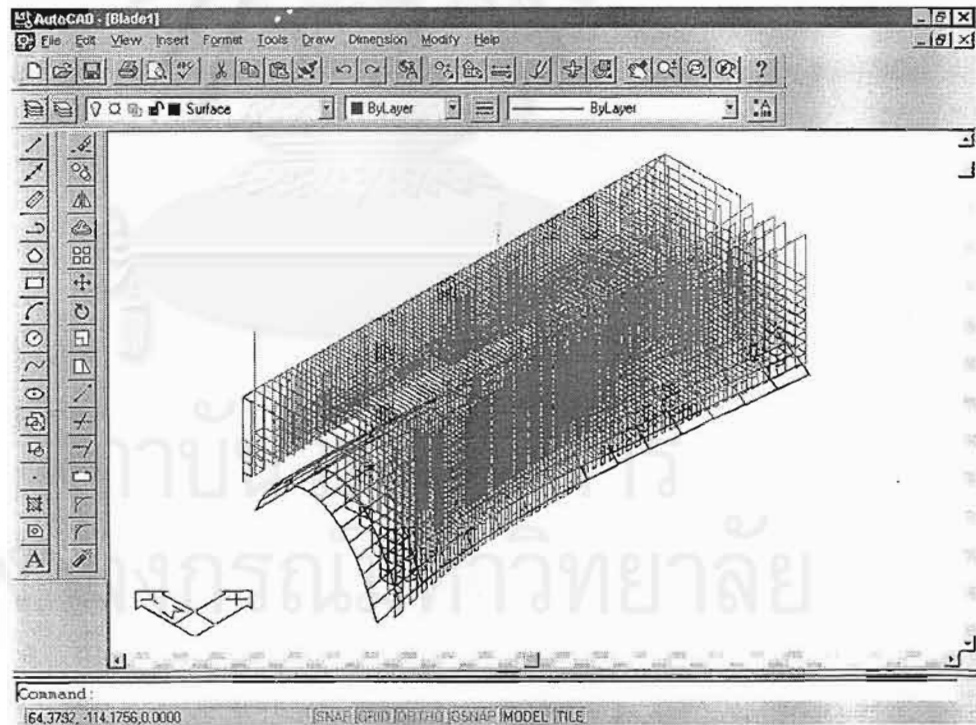 AutoCAD - [Blade1]
File Edit View Insert Format Tools Draw Dimension Modify Help
Surface ByLayer ByLayer
A
Command:
64.3732, -114.1756,0.0000 SNAP GRID ORTHO OSNAP MODEL TILE